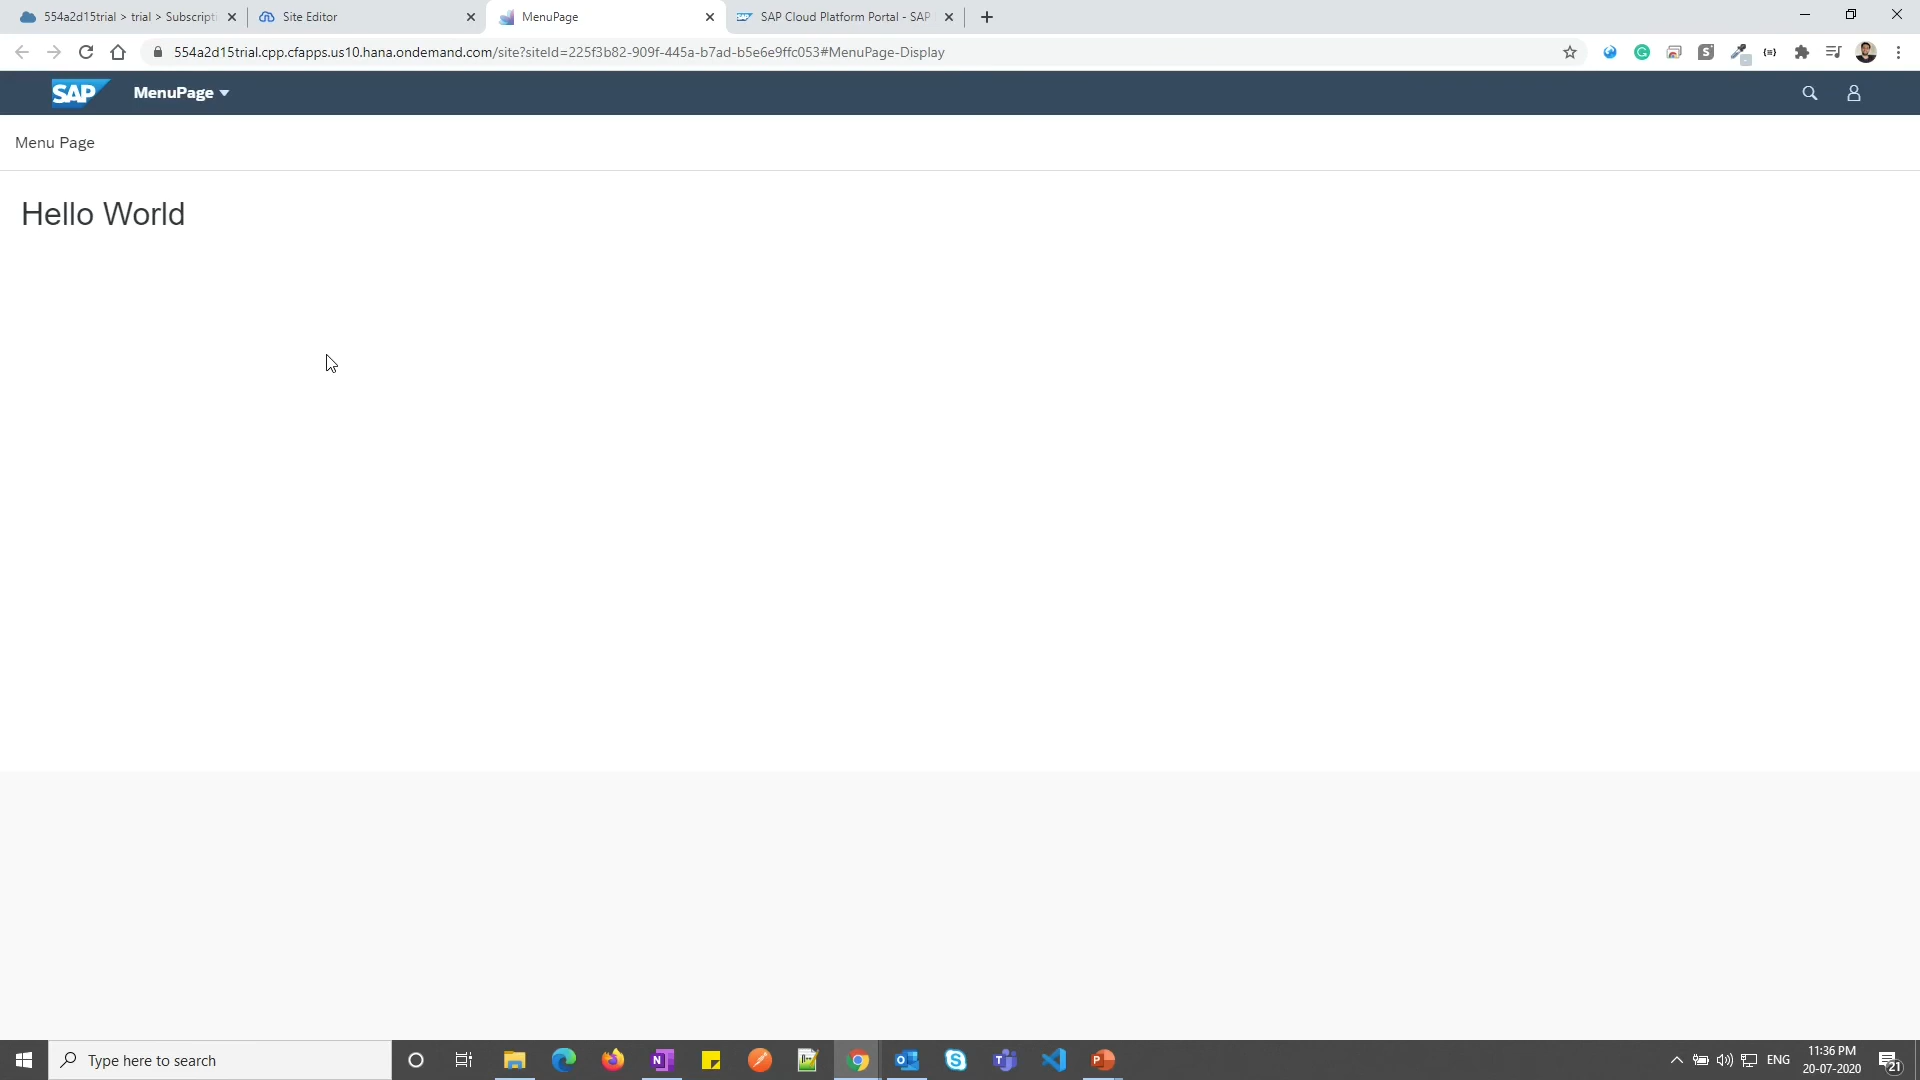 554a2d15trial > trial > Subscripti
Site Editor
MenuPage
SAP Cloud Platform Portal - SAP
554a2d15trial.cpp.cfapps.us10.hana.ondemand.com/site?siteId=225f3b82-909f-445a-b7ad-b5e6e9ffc053#MenuPage-Display
SAP
MenuPage
Menu Page
Hello World
Type here to search
ENG
11:36 PM
20-07-2020
21